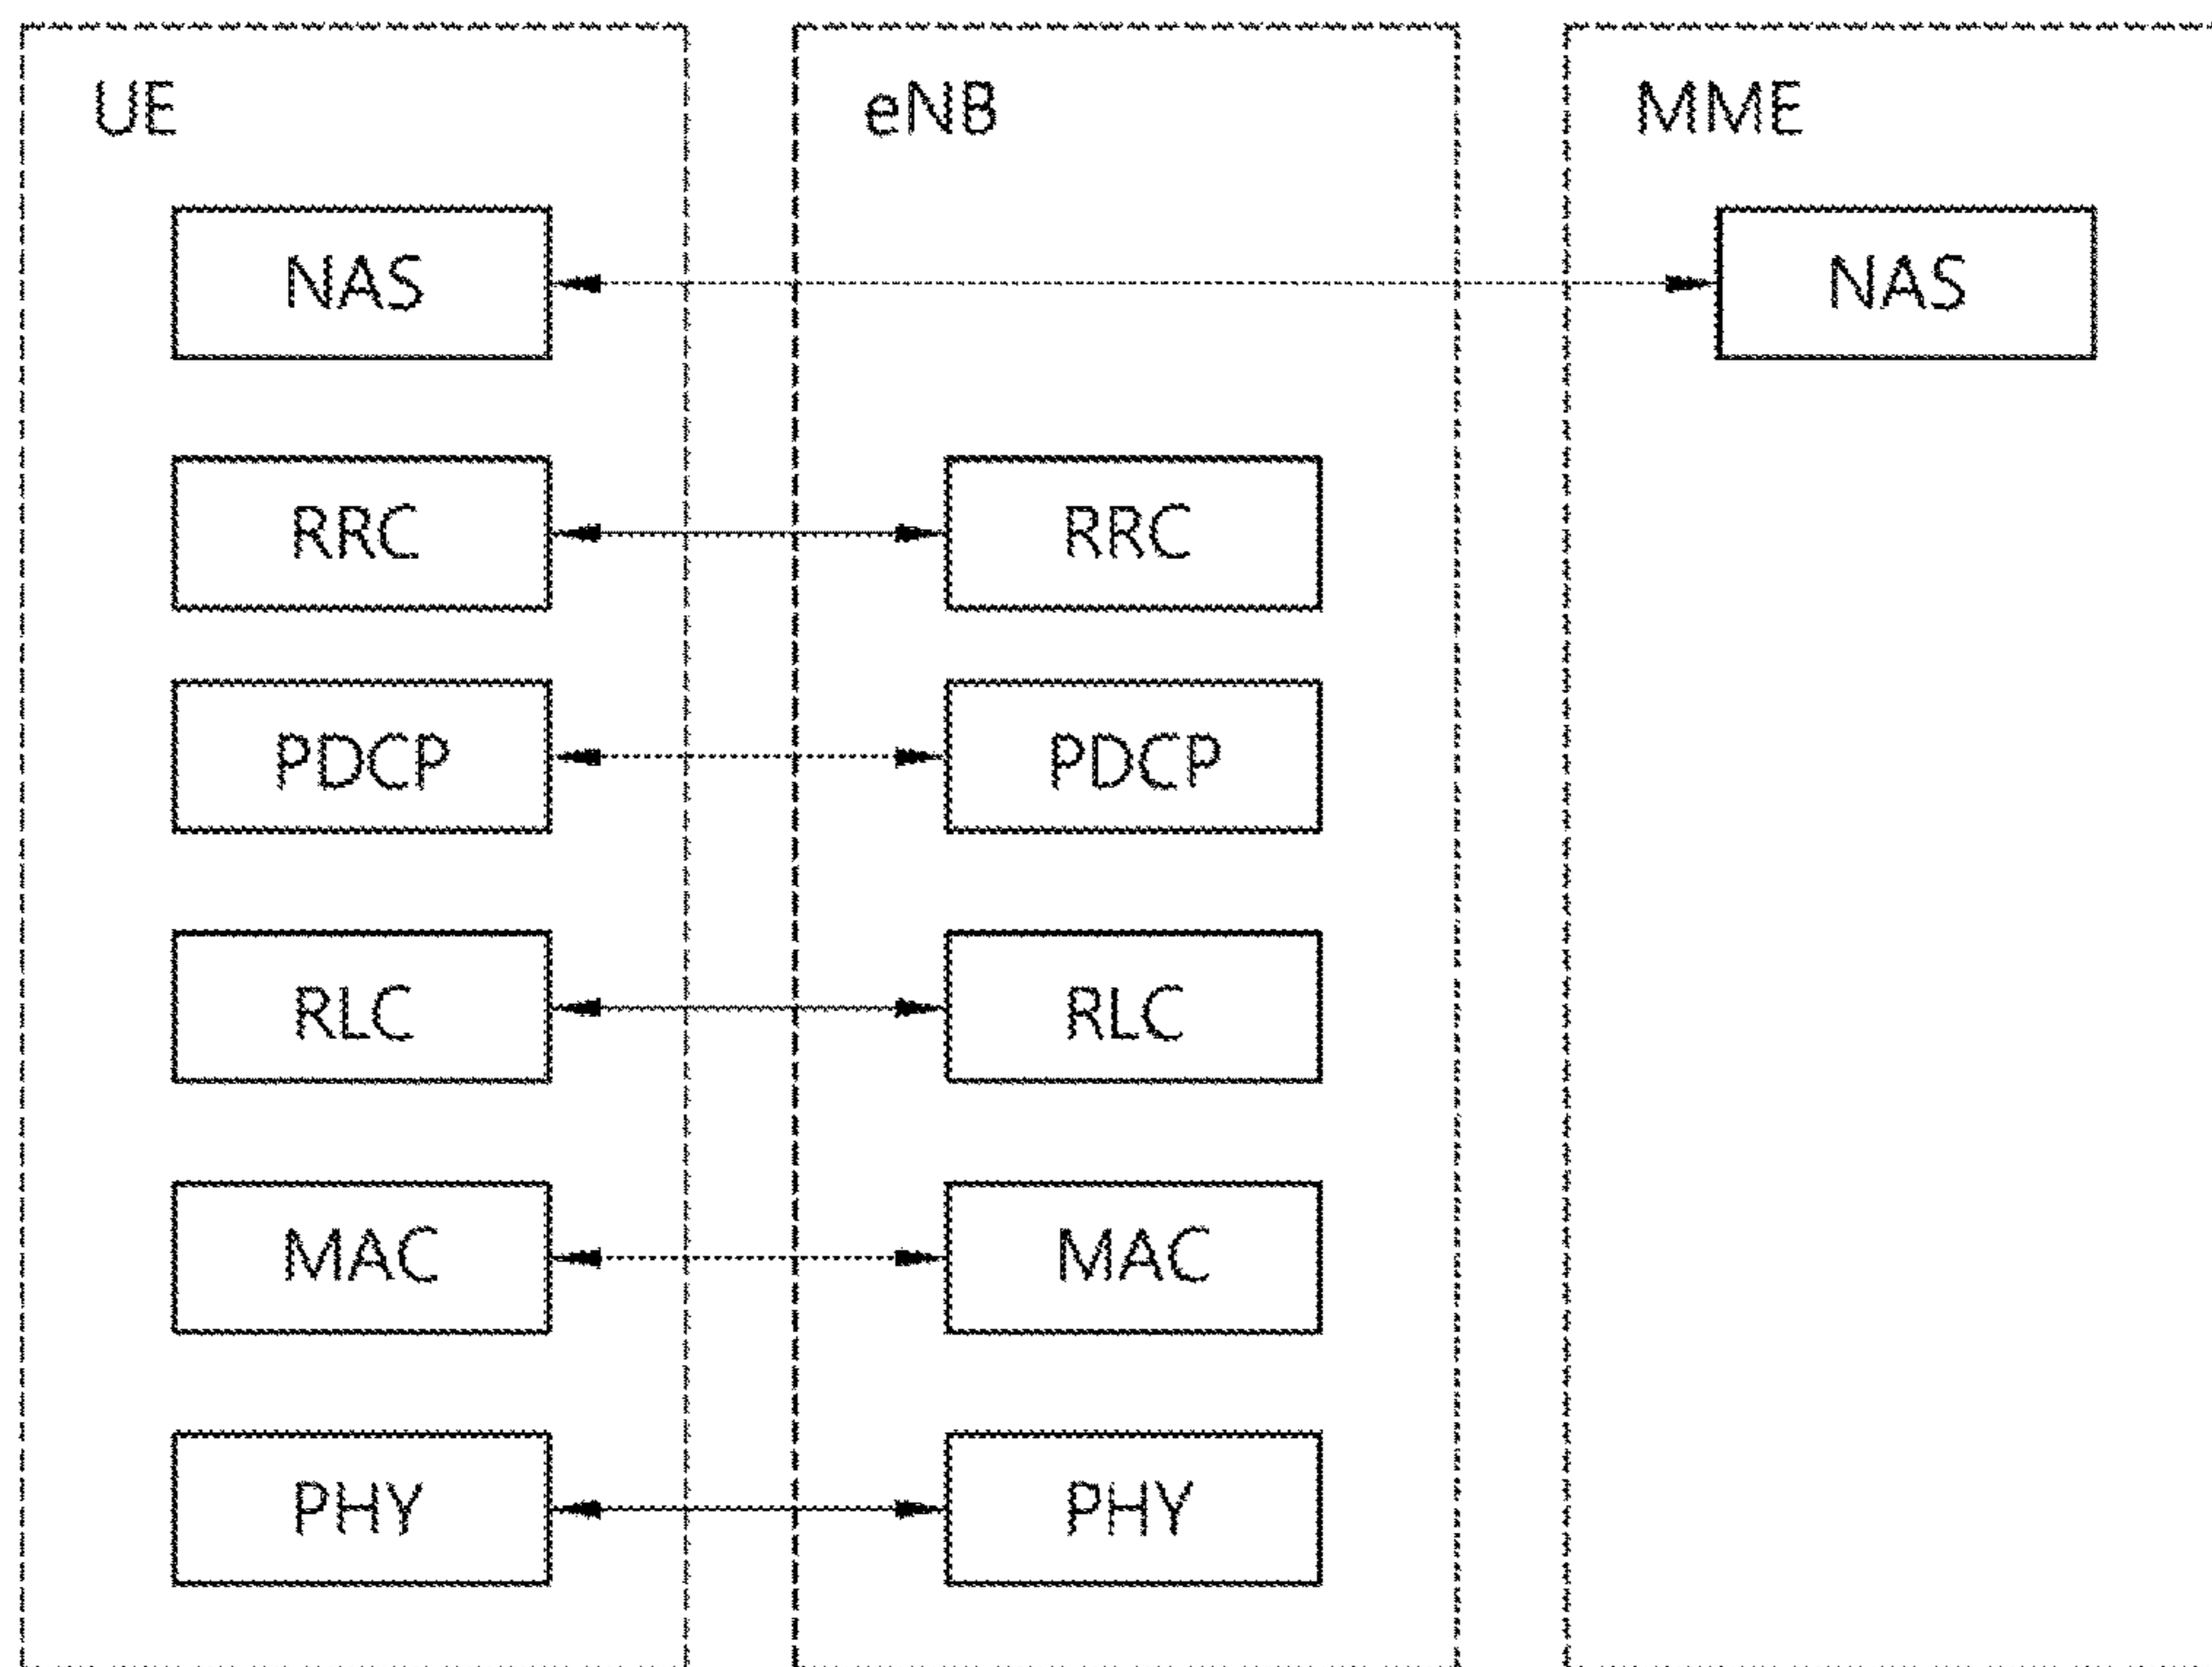 UE eNB MME
NAS NAS
RRC RRC
PDCP PDCP
RLC RLC
MAC MAC
PHY PHY